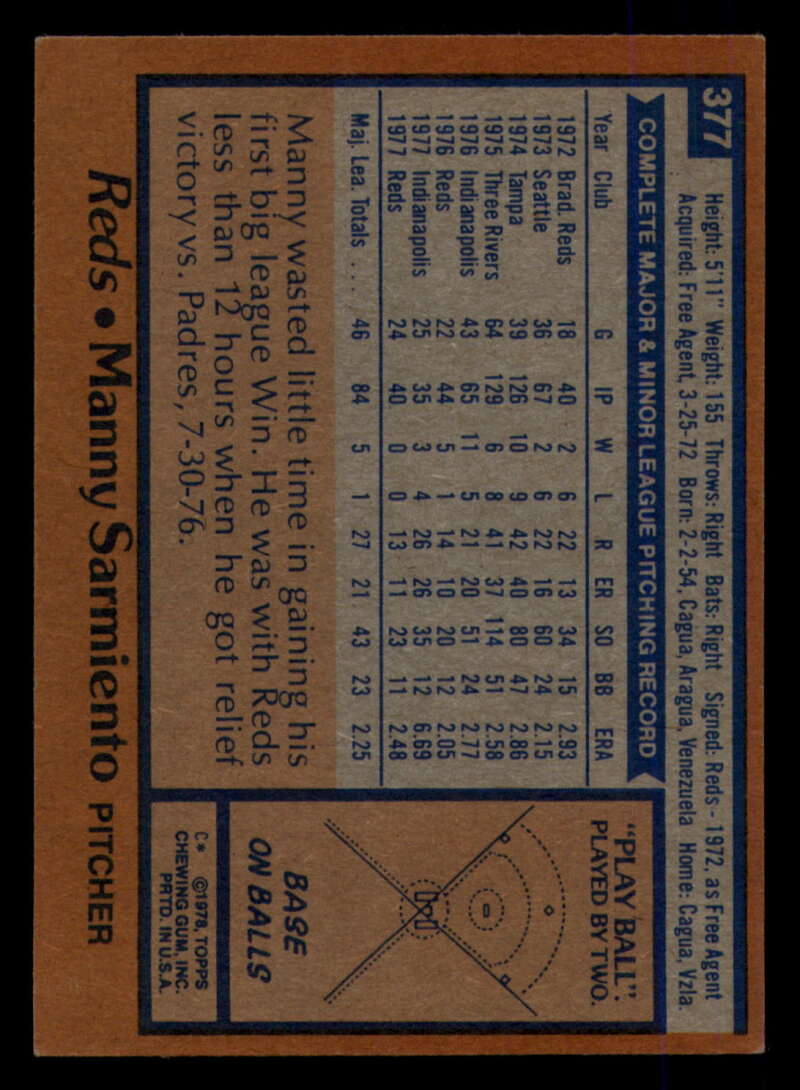 377
Height: 5'11" Weight: 155 Throws: Right Bats: Right Signed: Reds - 1972, as Free Agent
Acquired: Free Agent, 3-25-72 Born: 2-2-54, Cagua, Aragua, Venezuela Home: Cagua, Vzla.
COMPLETE MAJOR & MINOR LEAGUE PITCHING RECORD
Year Club G IP W L R ER SO BB ERA
1972 Brad. Reds 18 40 2 6 22 13 34 15 2.93
1973 Seattle 36 67 2 6 22 16 60 24 2.15
1974 Tampa 39 126 10 9 42 40 80 47 2.86
1975 Three Rivers 64 129 6 8 41 37 114 51 2.58
1976 Indianapolis 43 65 11 5 21 20 51 24 2.77
1976 Reds 22 44 5 1 14 10 20 12 2.05
1977 Indianapolis 25 35 3 4 26 26 35 12 6.69
1977 Reds 24 40 0 0 13 11 23 11 2.48
Maj. Lea. Totals .... 46 84 5 1 27 21 43 23 2.25
Manny wasted little time in gaining his
first big league Win. He was with Reds
less than 12 hours when he got relief
victory vs. Padres, 7-30-76.
"PLAY BALL":
PLAYED BY TWO.
BASE
ON BALLS
C* ©1978, TOPPS
CHEWING GUM, INC.
PRTD. IN U.S.A.
Reds • Manny Sarmiento PITCHER